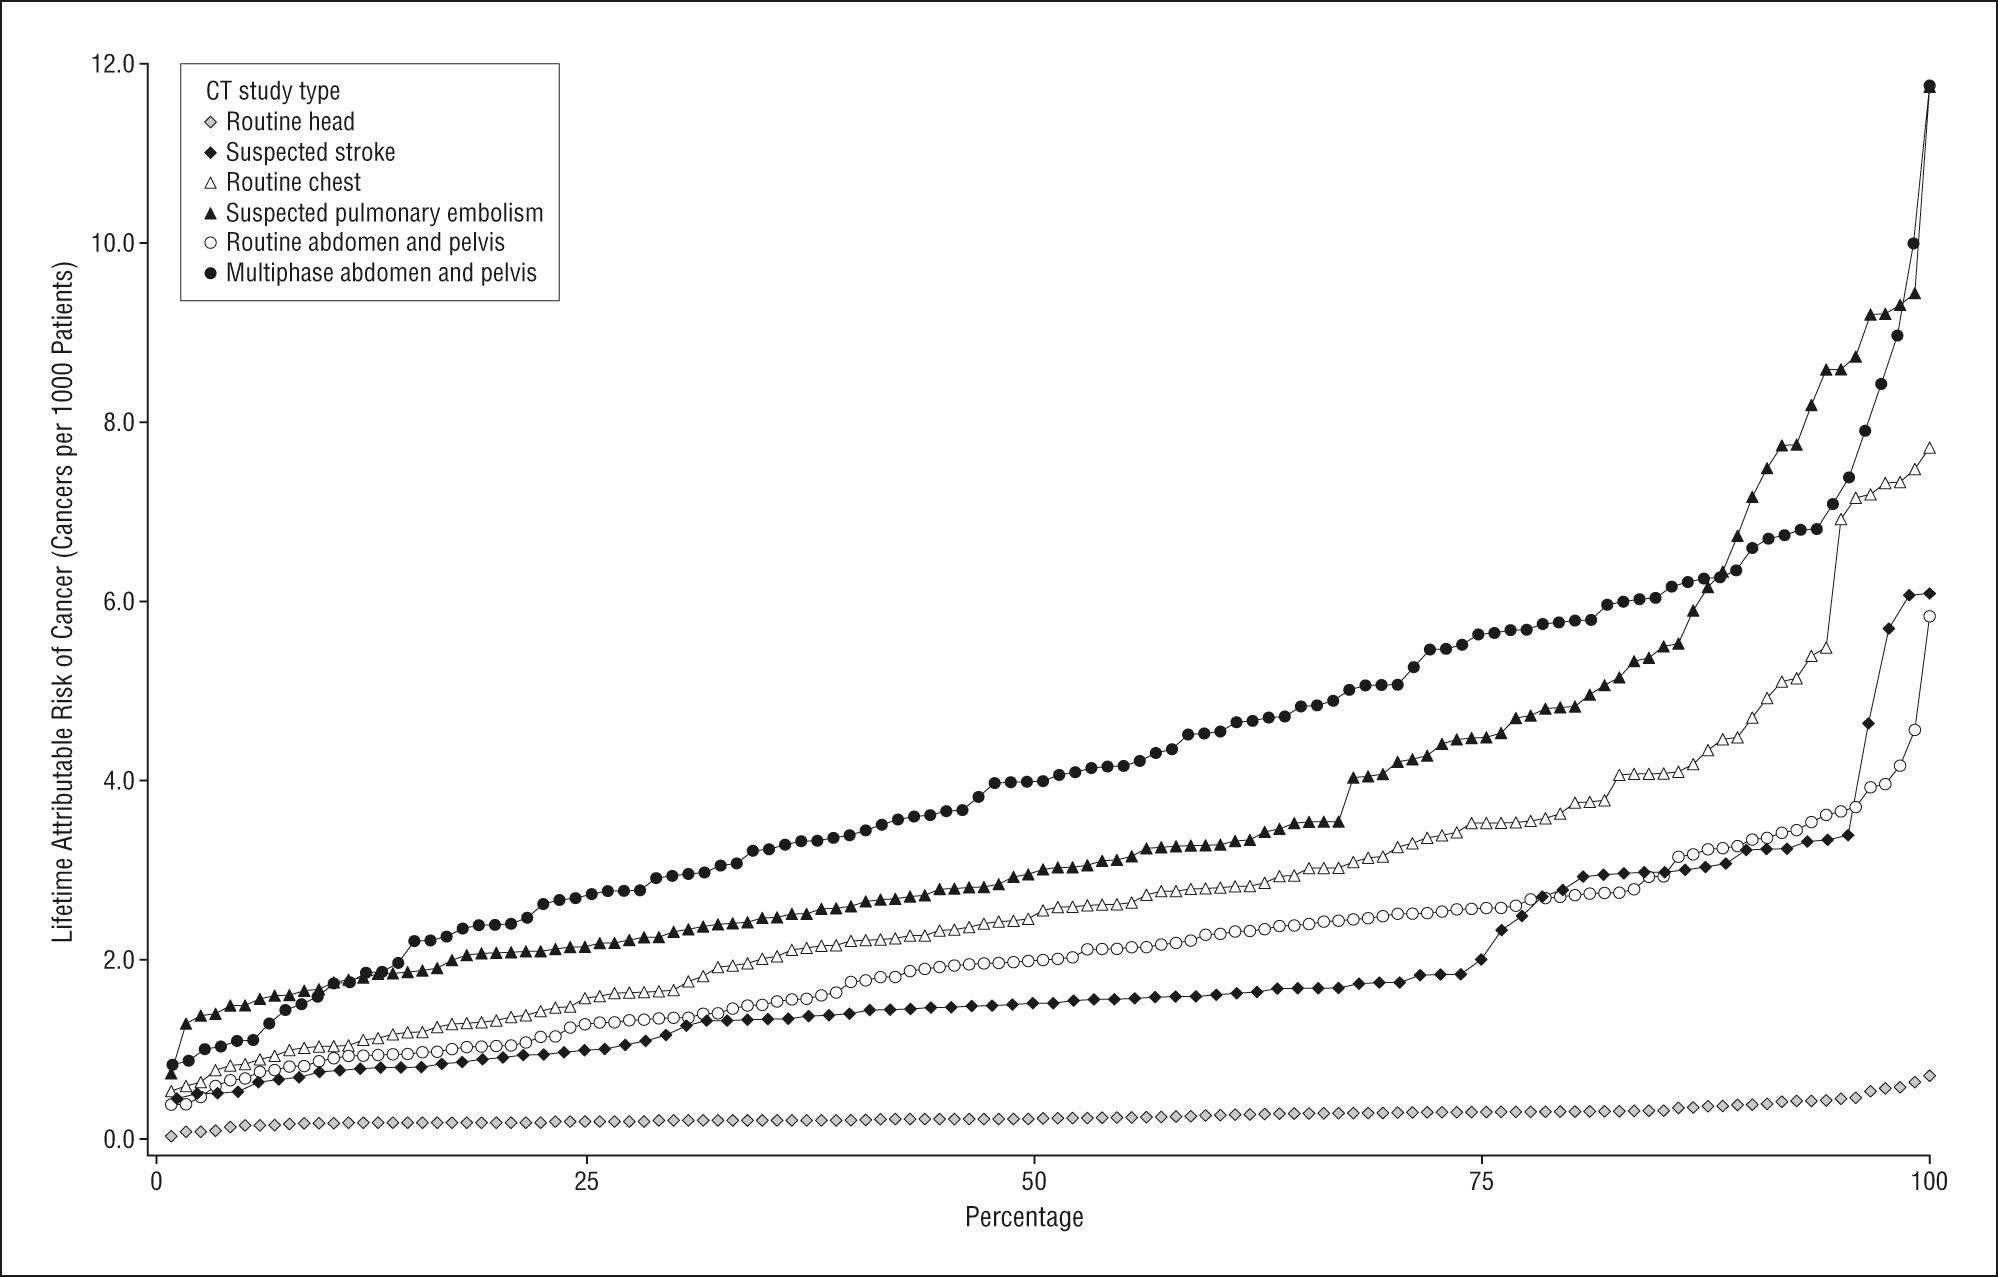 12.0
10.0
8.0
6.0
4.0
2.0
0.0
Lifetime Attributable Risk of Cancer (Cancers per 1000 Patients)
CT study type
Routine head
Suspected stroke
Routine chest
Suspected pulmonary embolism
Routine abdomen and pelvis
Multiphase abdomen and pelvis
0 25 50 75 100
Percentage